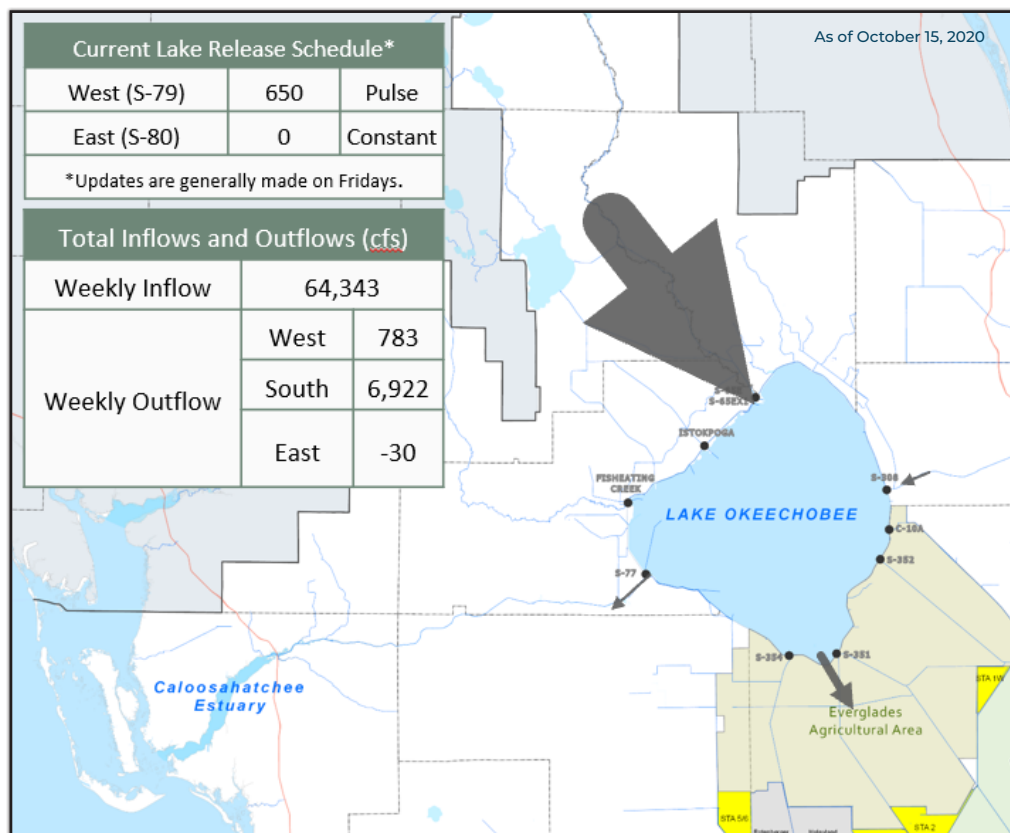 As of October 15, 2020
Current Lake Release Schedule*
West (S-79) 650 Pulse
East (S-80) 0 Constant
*Updates are generally made on Fridays.
Total Inflows and Outflows (cfs)
Weekly Inflow 64,343
Weekly Outflow
West 783
South 6,922
East -30
S-65EX1
ISTOKPOGA
FISHEATING
CREEK
S-308
LAKE OKEECHOBEE
C-10A
S-352
S-77
S-354
S-351
STA 1W
Caloosahatchee
Estuary
Everglades
Agricultural Area
STA 5/6
STA 2